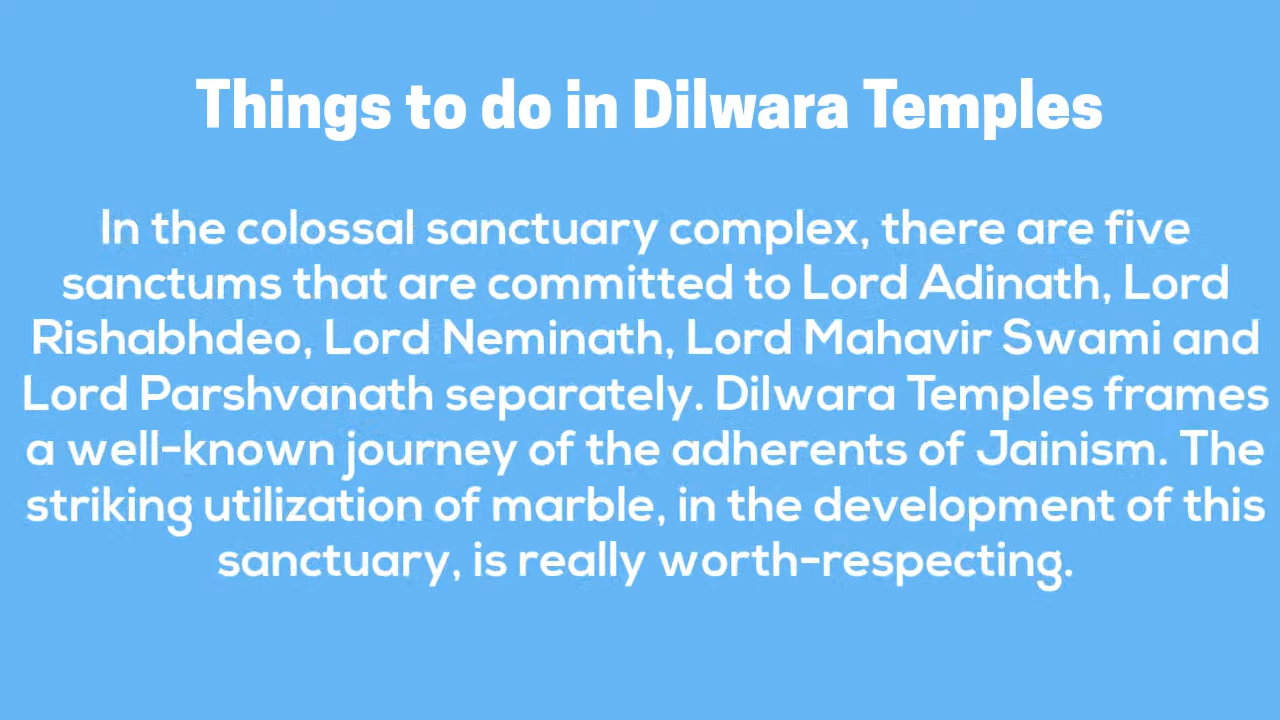 Things to do in Dilwara Temples
In the colossal sanctuary complex, there are five
sanctums that are committed to Lord Adinath, Lord
Rishabhdeo, Lord Neminath, Lord Mahavir Swami and
Lord Parshvanath separately. Dilwara Temples frames
a well-known journey of the adherents of Jainism. The
striking utilization of marble, in the development of this
sanctuary, is really worth-respecting.